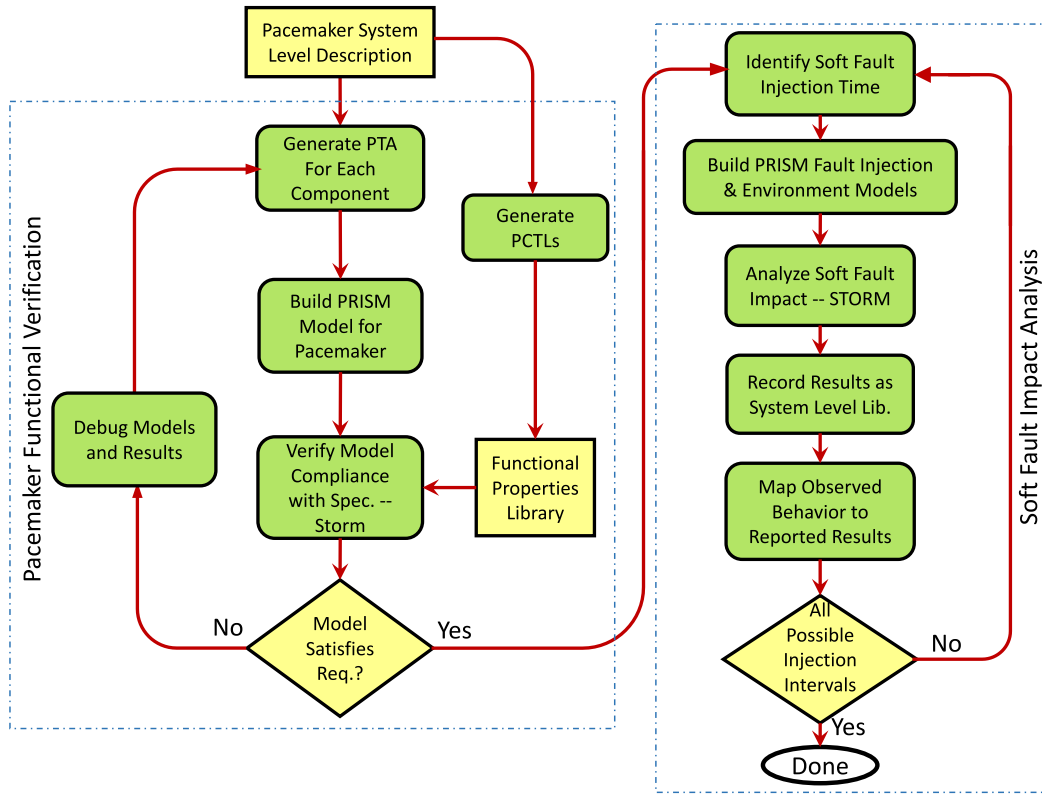 Pacemaker System
Level Description
Pacemaker Functional Verification
Generate PTA
For Each
Component
Generate
PCTLs
Build PRISM
Model for
Pacemaker
Debug Models
and Results
Verify Model
Compliance
with Spec. --
Storm
Functional
Properties
Library
Model
Satisfies
Req.?
No
Yes
Soft Fault Impact Analysis
Identify Soft Fault
Injection Time
Build PRISM Fault Injection
& Environment Models
Analyze Soft Fault
Impact -- STORM
Record Results as
System Level Lib.
Map Observed
Behavior to
Reported Results
All
Possible
Injection
Intervals
No
Yes
Done